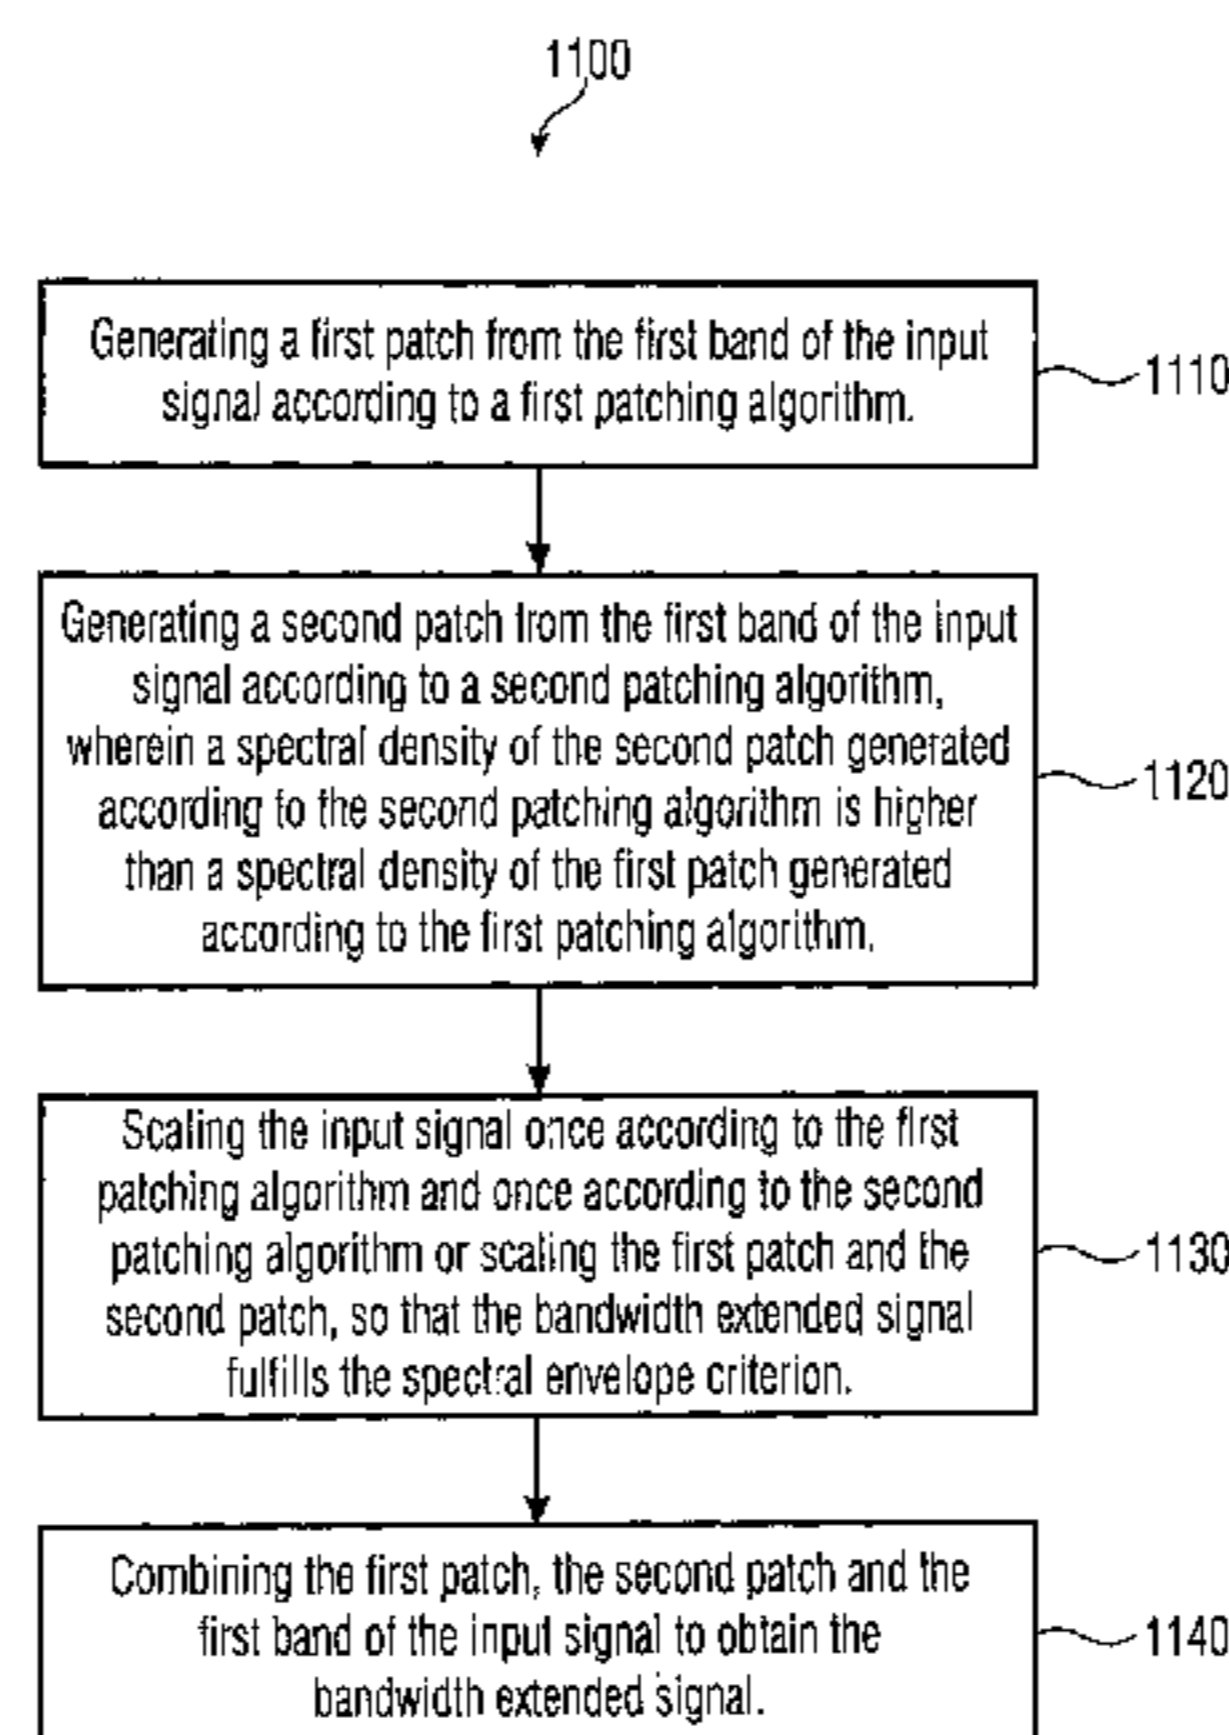 1100
Generating a first patch from the first band of the input
signal according to a first patching algorithm.
1110
Generating a second patch from the first band of the input
signal according to a second patching algorithm,
wherein a spectral density of the second patch generated
according to the second patching algorithm is higher
than a spectral density of the first patch generated
according to the first patching algorithm.
1120
Scaling the input signal once according to the first
patching algorithm and once according to the second
patching algorithm or scaling the first patch and the
second patch, so that the bandwidth extended signal
fulfills the spectral envelope criterion.
1130
Combining the first patch, the second patch and the
first band of the input signal to obtain the
bandwidth extended signal.
1140